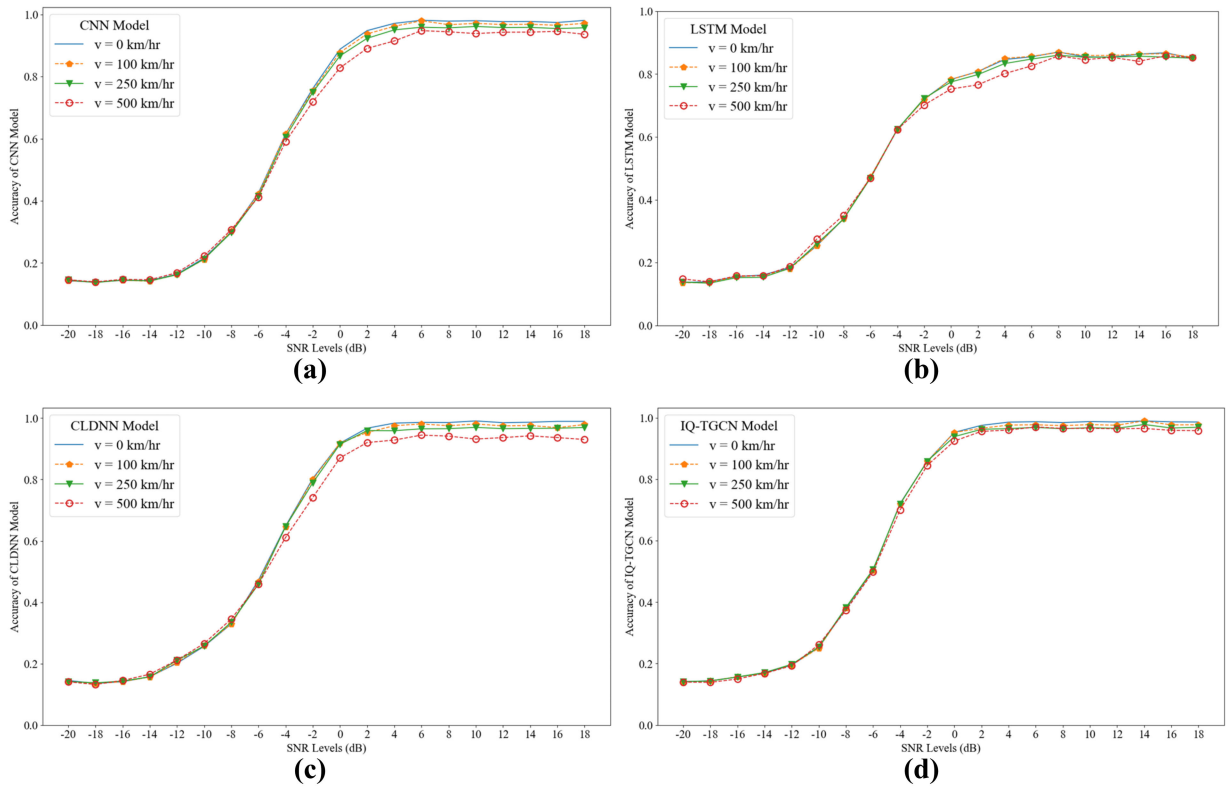 CNN Model
v = 0 km/hr
v = 100 km/hr
v = 250 km/hr
v = 500 km/hr
Accuracy of CNN Model
1.0
0.8
0.6
0.4
0.2
0.0
-20 -18 -16 -14 -12 -10 -8 -6 -4 -2 0 2 4 6 8 10 12 14 16 18
SNR Levels (dB)
(a)
LSTM Model
v = 0 km/hr
v = 100 km/hr
v = 250 km/hr
v = 500 km/hr
Accuracy of LSTM Model
1.0
0.8
0.6
0.4
0.2
0.0
-20 -18 -16 -14 -12 -10 -8 -6 -4 -2 0 2 4 6 8 10 12 14 16 18
SNR Levels (dB)
(b)
CLDNN Model
v = 0 km/hr
v = 100 km/hr
v = 250 km/hr
v = 500 km/hr
Accuracy of CLDNN Model
1.0
0.8
0.6
0.4
0.2
0.0
-20 -18 -16 -14 -12 -10 -8 -6 -4 -2 0 2 4 6 8 10 12 14 16 18
SNR Levels (dB)
(c)
IQ-TGCN Model
v = 0 km/hr
v = 100 km/hr
v = 250 km/hr
v = 500 km/hr
Accuracy of IQ-TGCN Model
1.0
0.8
0.6
0.4
0.2
0.0
-20 -18 -16 -14 -12 -10 -8 -6 -4 -2 0 2 4 6 8 10 12 14 16 18
SNR Levels (dB)
(d)